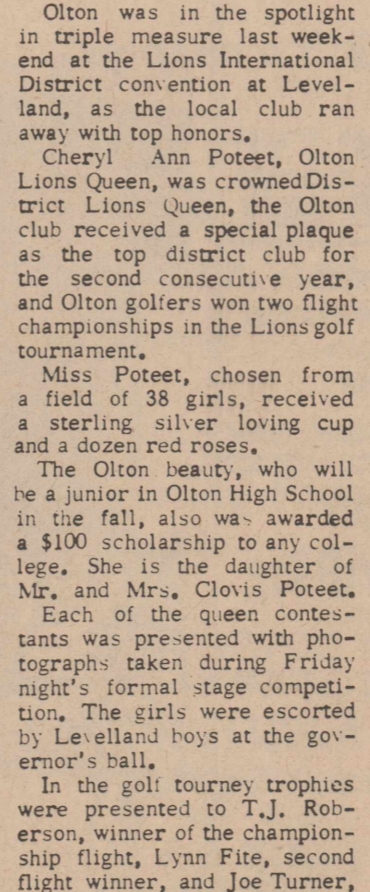 Olton was in the spotlight
in triple measure last week-
end at the Lions International
District convention at Level-
land, as the local club ran
away with top honors.
Cheryl Ann Poteet, Olton
Lions Queen, was crowned Dis-
trict Lions Queen, the Olton
club received a special plaque
as the top district club for
the second consecutive year,
and Olton golfers won two flight
championships in the Lions golf
tournament.
Miss Poteet, chosen from
a field of 38 girls, received
a sterling silver loving cup
and a dozen red roses.
The Olton beauty, who will
be a junior in Olton High School
in the fall, also was awarded
a $100 scholarship to any col-
lege. She is the daughter of
Mr. and Mrs. Clovis Poteet.
Each of the queen contes-
tants was presented with pho-
tographs taken during Friday
night's formal stage competi-
tion. The girls were escorted
by Levelland boys at the gov-
ernor's ball.
In the golf tourney trophies
were presented to T.J. Rob-
erson, winner of the champion-
ship flight, Lynn Fite, second
flight winner, and Joe Turner,